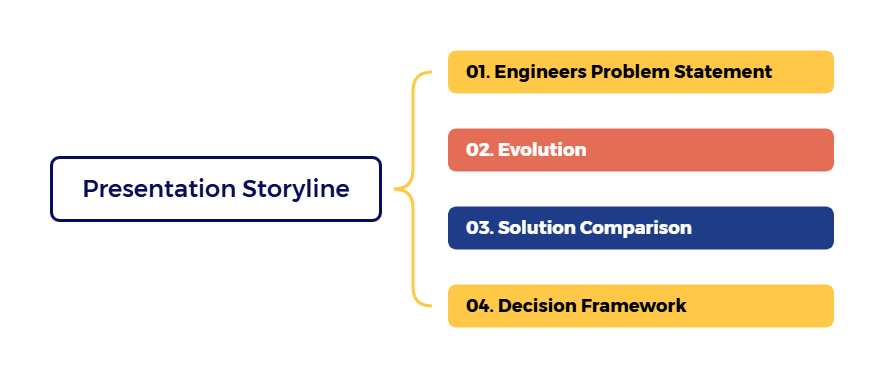 Presentation Storyline
01. Engineers Problem Statement
02. Evolution
03. Solution Comparison
04. Decision Framework